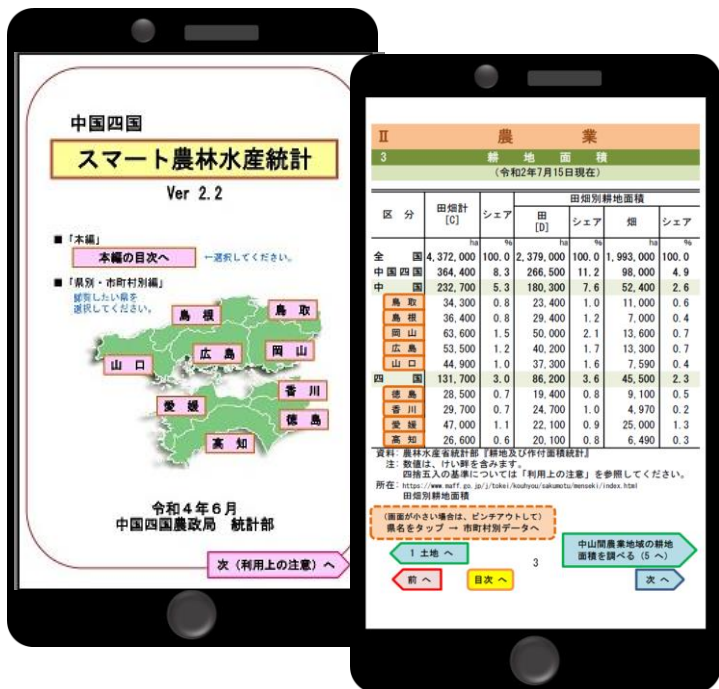 中国四国
スマート農林水産統計
Ver 2.2
■「本編」
本編の目次へ ←選択してください。
■「県別・市町村別編」
閲覧したい県を
選択してください。
島根
鳥取
山口
広島
岡山
愛媛
香川
徳島
高知
令和4年6月
中国四国農政局 統計部
次(利用上の注意)へ
Ⅱ 農業
3 耕地面積
(令和2年7月15日現在)
区分 田畑計[C] シェア 田畑別耕地面積
田[D] シェア 畑 シェア
ha % ha % ha %
全国 4,372,000 100.0 2,379,000 100.0 1,993,000 100.0
中国四国 364,400 8.3 266,500 11.2 98,000 4.9
中国 232,700 5.3 180,300 7.6 52,400 2.6
鳥取 34,300 0.8 23,400 1.0 11,000 0.6
島根 36,400 0.8 29,400 1.2 7,000 0.4
岡山 63,600 1.5 50,000 2.1 13,600 0.7
広島 53,500 1.2 40,200 1.7 13,300 0.7
山口 44,900 1.0 37,300 1.6 7,590 0.4
四国 131,700 3.0 86,200 3.6 45,500 2.3
徳島 28,500 0.7 19,400 0.8 9,100 0.5
香川 29,700 0.7 24,700 1.0 4,970 0.2
愛媛 47,000 1.1 22,100 0.9 25,000 1.3
高知 26,600 0.6 20,100 0.8 6,490 0.3
資料:農林水産省統計部『耕地及び作付面積統計』
注:数値は、けい畔を含みます。
四捨五入の基準については「利用上の注意」を参照してください。
所在:https://www.maff.go.jp/j/tokei/kouhyou/sakumotu/menseki/index.html
田畑別耕地面積
(画面が小さい場合は、ピンチアウトして)
県名をタップ → 市町村別データへ
1 土地 へ
3
中山間農業地域の耕地
面積を調べる(5 へ)
前 へ
目次 へ
次 へ